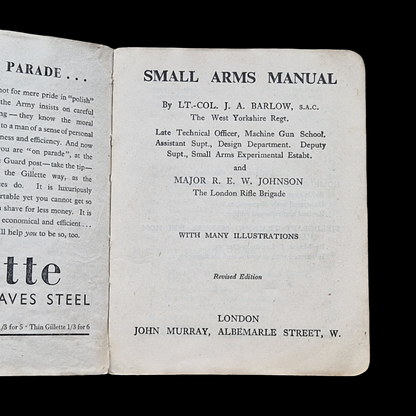 PARADE . . .
not for mere pride in "polish"
the Army insists on careful
ing — they know the moral
to a man of a sense of personal
ness and efficiency. And now
you are "on parade", at the
Guard post — take the tip —
the Gillette way, as the
ces do. It is luxuriously
ortable yet you cannot get so
shave for less money. It is
economical and efficient . . .
ll help you to be so, too.
tte
AVES STEEL
/3 for 5 · Thin Gillette 1/3 for 6
SMALL ARMS MANUAL
By LT.-COL. J. A. BARLOW, S.A.C.
The West Yorkshire Regt.
Late Technical Officer, Machine Gun School.
Assistant Supt., Design Department. Deputy
Supt., Small Arms Experimental Estabt.
and
MAJOR R. E. W. JOHNSON
The London Rifle Brigade
WITH MANY ILLUSTRATIONS
Revised Edition
LONDON
JOHN MURRAY, ALBEMARLE STREET, W.